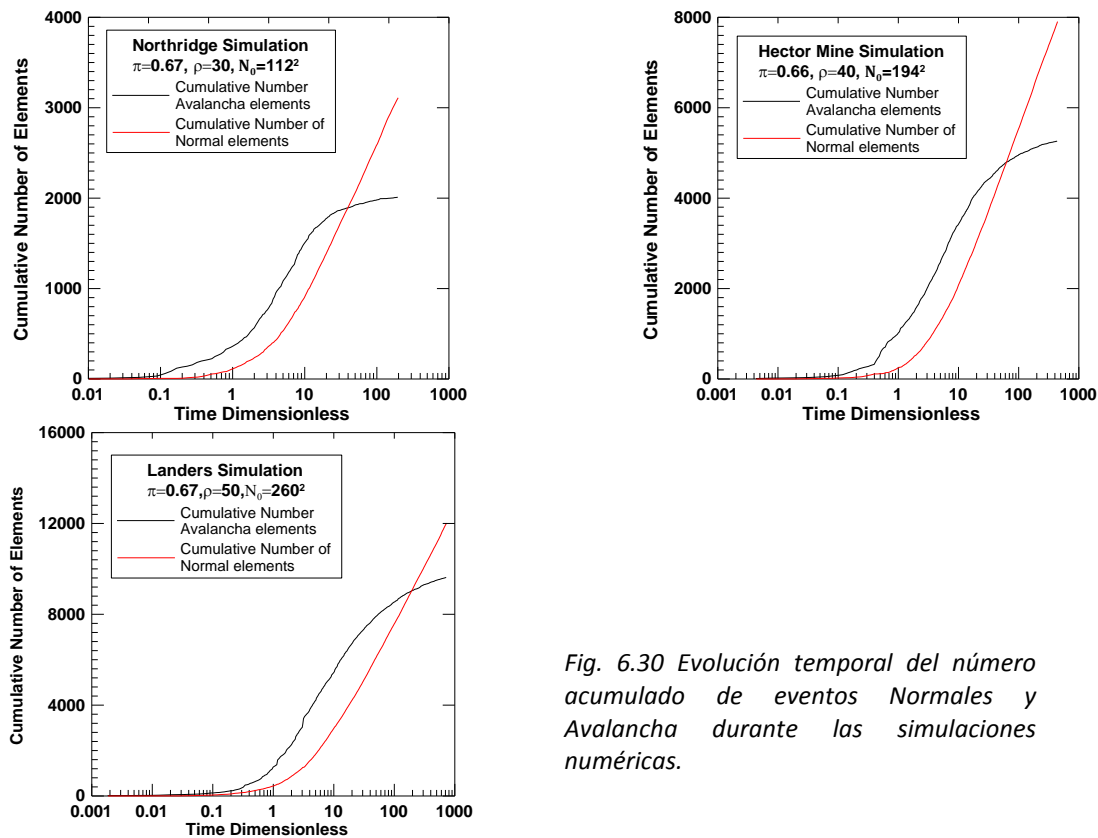 4000
3000
2000
1000
0
Cumulative Number of Elements
Northridge Simulation
π=0.67, ρ=30, N₀=112²
Cumulative Number
Avalancha elements
Cumulative Number of
Normal elements
0.01 0.1 1 10 100 1000
Time Dimensionless
8000
6000
4000
2000
0
Cumulative Number of Elements
Hector Mine Simulation
π=0.66, ρ=40, N₀=194²
Cumulative Number
Avalancha elements
Cumulative Number of
Normal elements
0.001 0.01 0.1 1 10 100 1000
Time Dimensionless
16000
12000
8000
4000
0
Cumulative Number of Elements
Landers Simulation
π=0.67,ρ=50,N₀=260²
Cumulative Number
Avalancha elements
Cumulative Number of
Normal elements
0.001 0.01 0.1 1 10 100 1000
Time Dimensionless
Fig. 6.30 Evolución temporal del número
acumulado de eventos Normales y
Avalancha durante las simulaciones
numéricas.